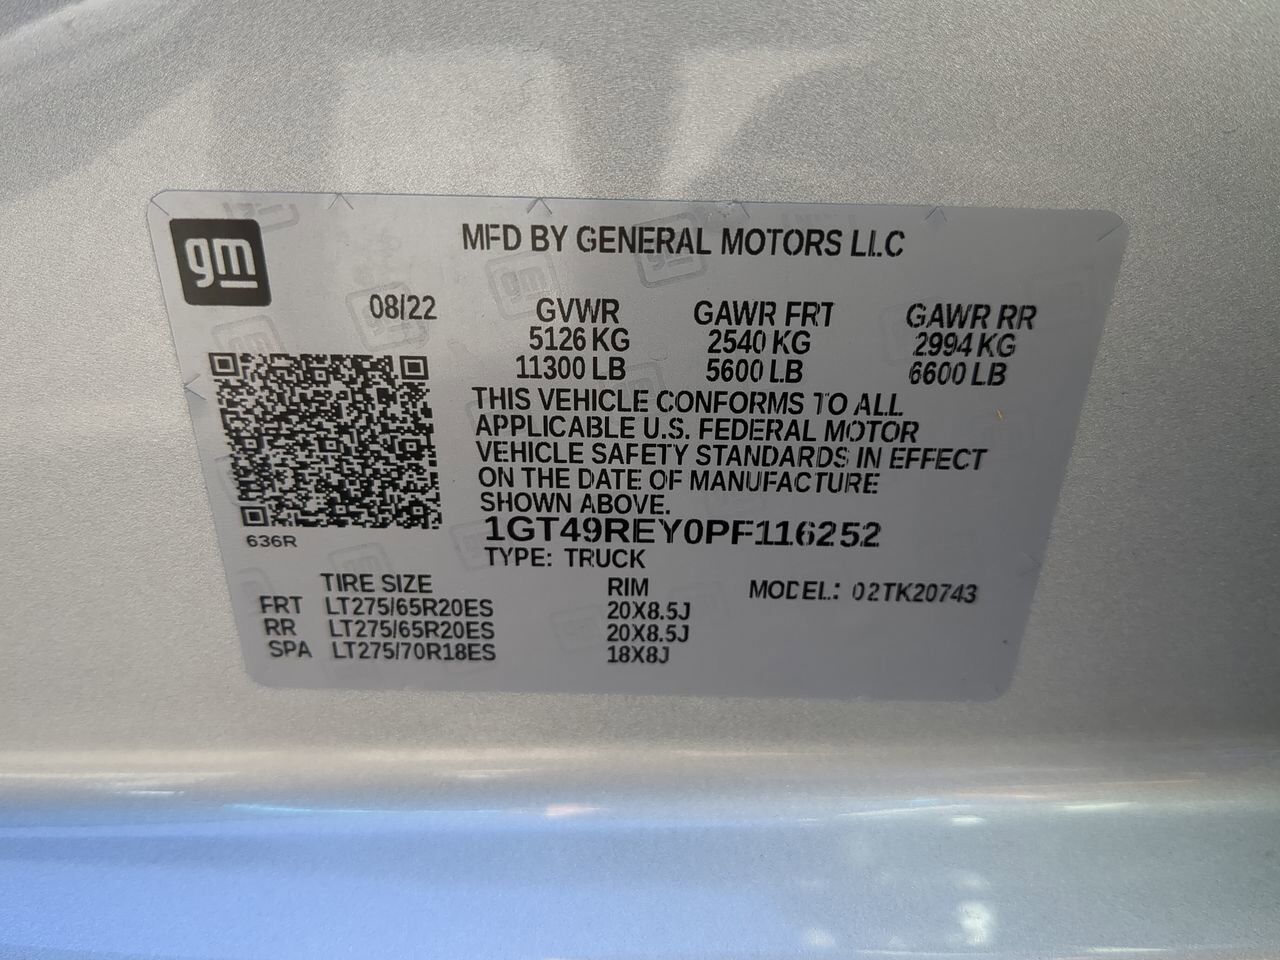 gm
MFD BY GENERAL MOTORS LLC
08/22 GVWR GAWR FRT GAWR RR
5126 KG 2540 KG 2994 KG
11300 LB 5600 LB 6600 LB
THIS VEHICLE CONFORMS TO ALL
APPLICABLE U.S. FEDERAL MOTOR
VEHICLE SAFETY STANDARDS IN EFFECT
ON THE DATE OF MANUFACTURE
SHOWN ABOVE.
1GT49REY0PF116252
636R
TYPE: TRUCK
TIRE SIZE RIM MODEL: 02TK20743
FRT LT275/65R20ES 20X8.5J
RR LT275/65R20ES 20X8.5J
SPA LT275/70R18ES 18X8J